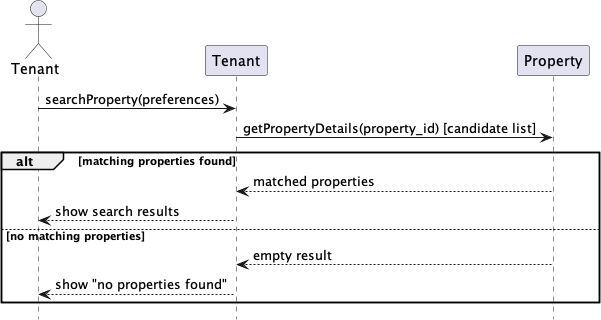 Tenant
Tenant
Property
searchProperty(preferences)
getPropertyDetails(property_id) [candidate list]
alt
[matching properties found]
matched properties
show search results
[no matching properties]
empty result
show "no properties found"